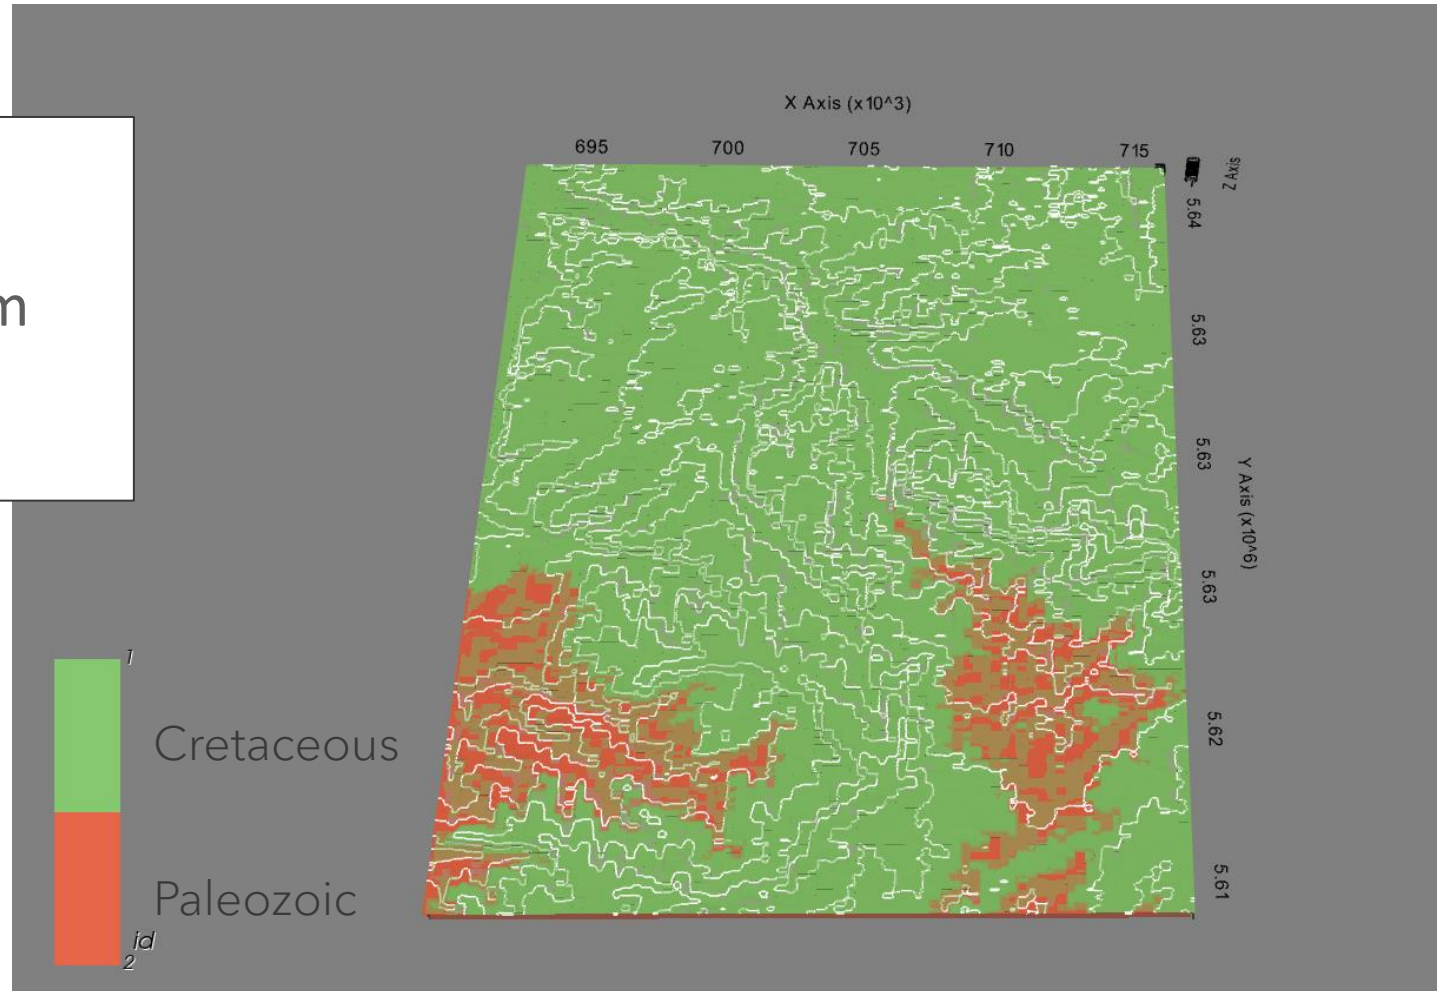 X Axis (x10^3)
695 700 705 710 715
Z Axis
5.64
m
5.63
5.63
Y Axis (x10^6)
5.63
1
5.62
Cretaceous
5.61
Paleozoic
id
2